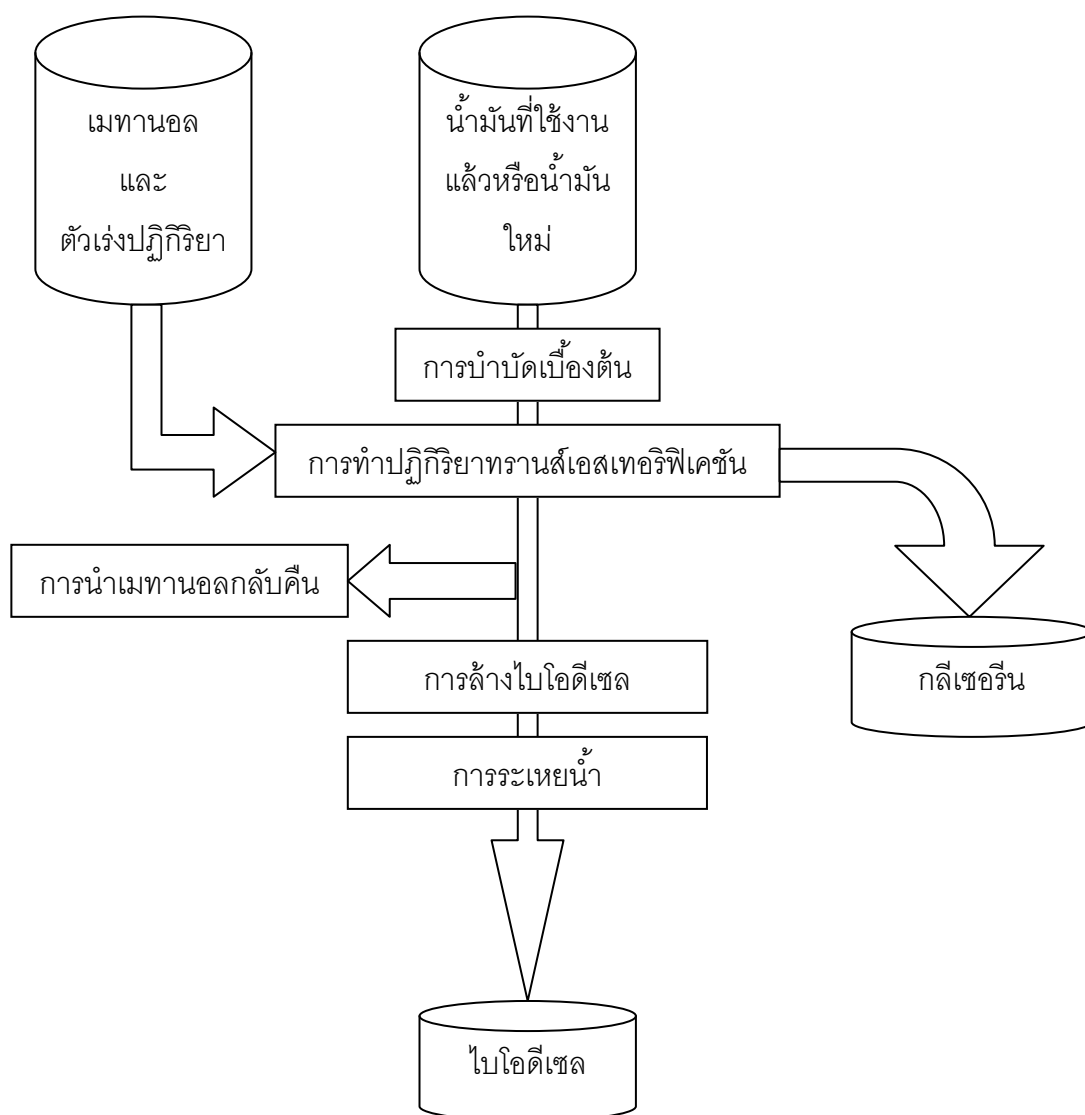 เมทานอล
และ
ตัวเร่งปฏิกิริยา
น้ำมันที่ใช้งาน
แล้วหรือน้ำมัน
ใหม่
การบำบัดเบื้องต้น
การทำปฏิกิริยาทรานส์เอสเทอริฟิเคชัน
การนำเมทานอลกลับคืน
การล้างไบโอดีเซล
กลีเซอรีน
การระเหยน้ำ
ไบโอดีเซล